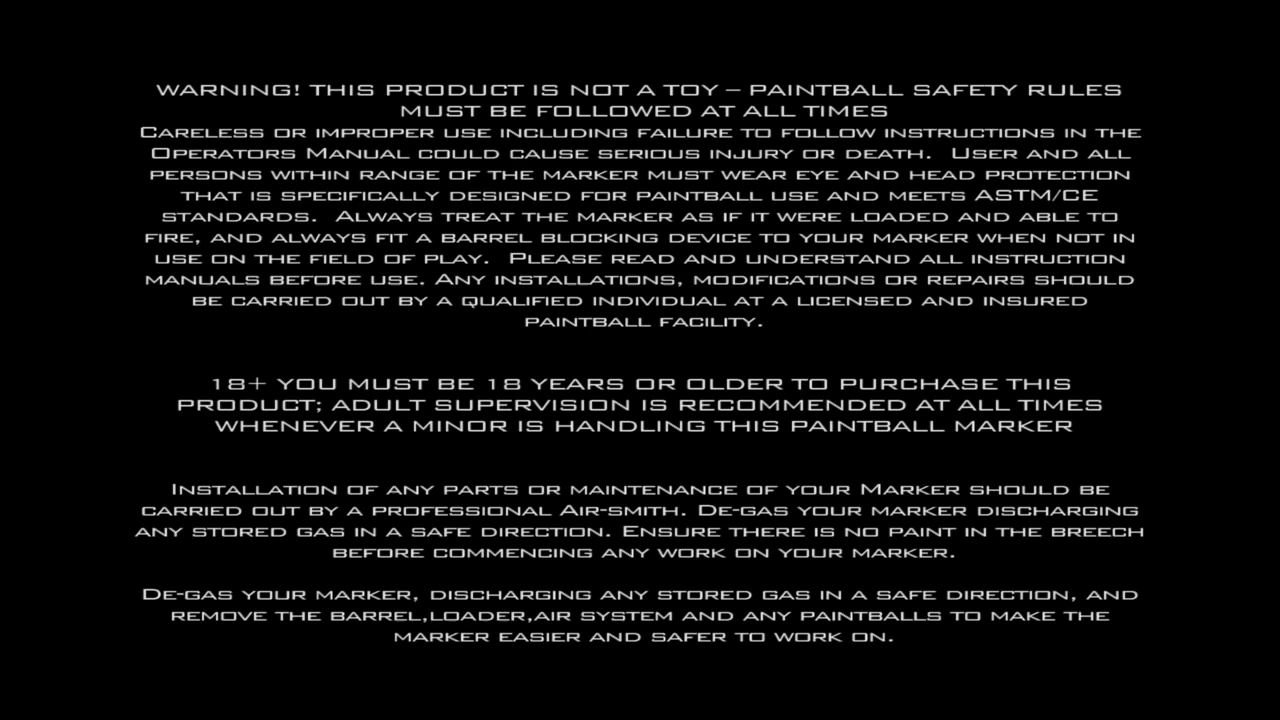 WARNING! THIS PRODUCT IS NOT A TOY – PAINTBALL SAFETY RULES
MUST BE FOLLOWED AT ALL TIMES
Careless or improper use including failure to follow instructions in the
Operators Manual could cause serious injury or death.  User and all
persons within range of the marker must wear eye and head protection
that is specifically designed for paintball use and meets ASTM/CE
standards.  Always treat the marker as if it were loaded and able to
fire, and always fit a barrel blocking device to your marker when not in
use on the field of play.  Please read and understand all instruction
manuals before use. Any installations, modifications or repairs should
be carried out by a qualified individual at a licensed and insured
paintball facility.
18+ YOU MUST BE 18 YEARS OR OLDER TO PURCHASE THIS
PRODUCT; ADULT SUPERVISION IS RECOMMENDED AT ALL TIMES
WHENEVER A MINOR IS HANDLING THIS PAINTBALL MARKER
Installation of any parts or maintenance of your Marker should be
carried out by a professional Air-smith. De-gas your marker discharging
any stored gas in a safe direction. Ensure there is no paint in the breech
before commencing any work on your marker.
De-gas your marker, discharging any stored gas in a safe direction, and
remove the barrel,loader,air system and any paintballs to make the
marker easier and safer to work on.